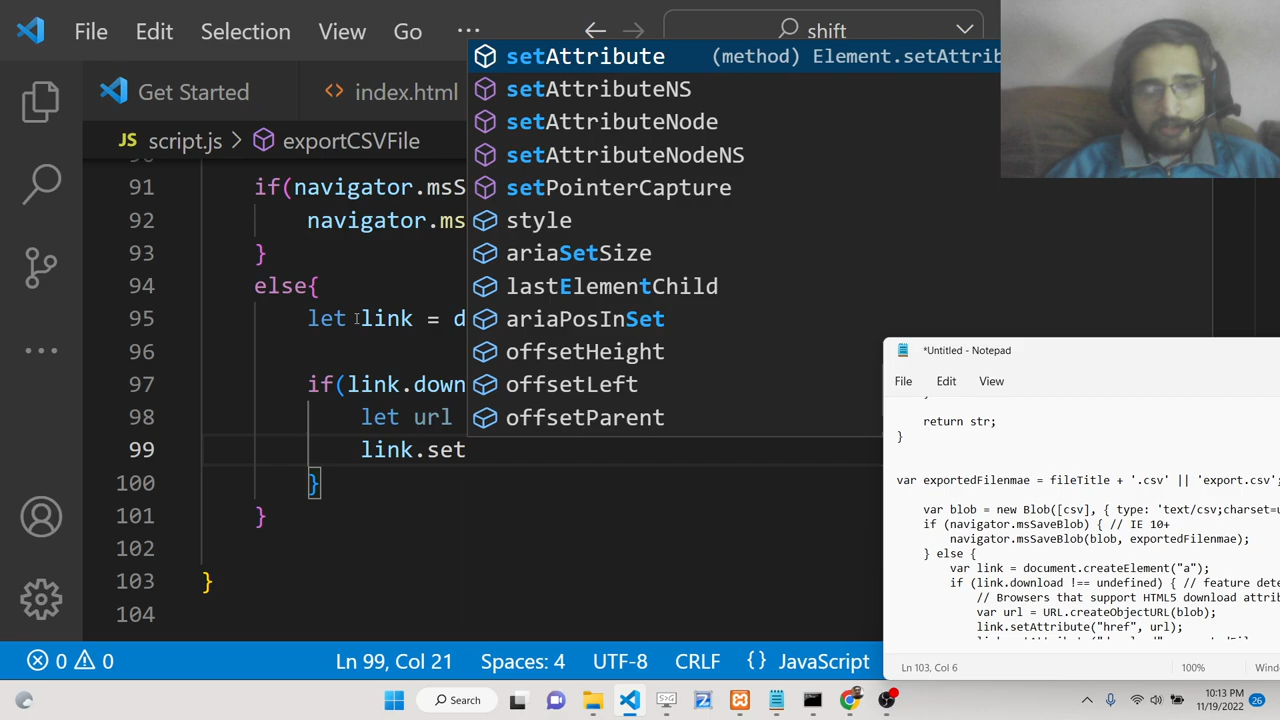 File Edit Selection View Go ··· shift
Get Started index.html
JS script.js > exportCSVFile
setAttribute (method) Element.setAttrib
setAttributeNS
setAttributeNode
setAttributeNodeNS
setPointerCapture
style
ariaSetSize
lastElementChild
ariaPosInSet
offsetHeight
offsetLeft
offsetParent
91 if(navigator.msS
92 navigator.ms
93 }
94 else{
95 let link = d
96
97 if(link.down
98 let url
99 link.set
100 }
101 }
102
103 }
104
*Untitled - Notepad
File Edit View
return str;
}
var exportedFilenmae = fileTitle + '.csv' || 'export.csv';
var blob = new Blob([csv], { type: 'text/csv;charset=u
if (navigator.msSaveBlob) { // IE 10+
navigator.msSaveBlob(blob, exportedFilenmae);
} else {
var link = document.createElement("a");
if (link.download !== undefined) { // feature dete
// Browsers that support HTML5 download attrib
var url = URL.createObjectURL(blob);
link.setAttribute("href", url);
Ln 103, Col 6 100% Wind
0 0 Ln 99, Col 21 Spaces: 4 UTF-8 CRLF {} JavaScript
Search
10:13 PM
11/19/2022 26